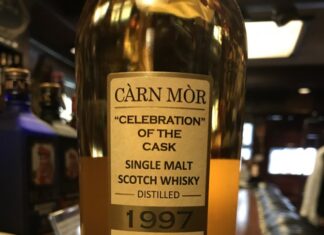 CÀRN MÒR
"CELEBRATION"
OF THE
CASK
SINGLE MALT
SCOTCH WHISKY
DISTILLED
1997